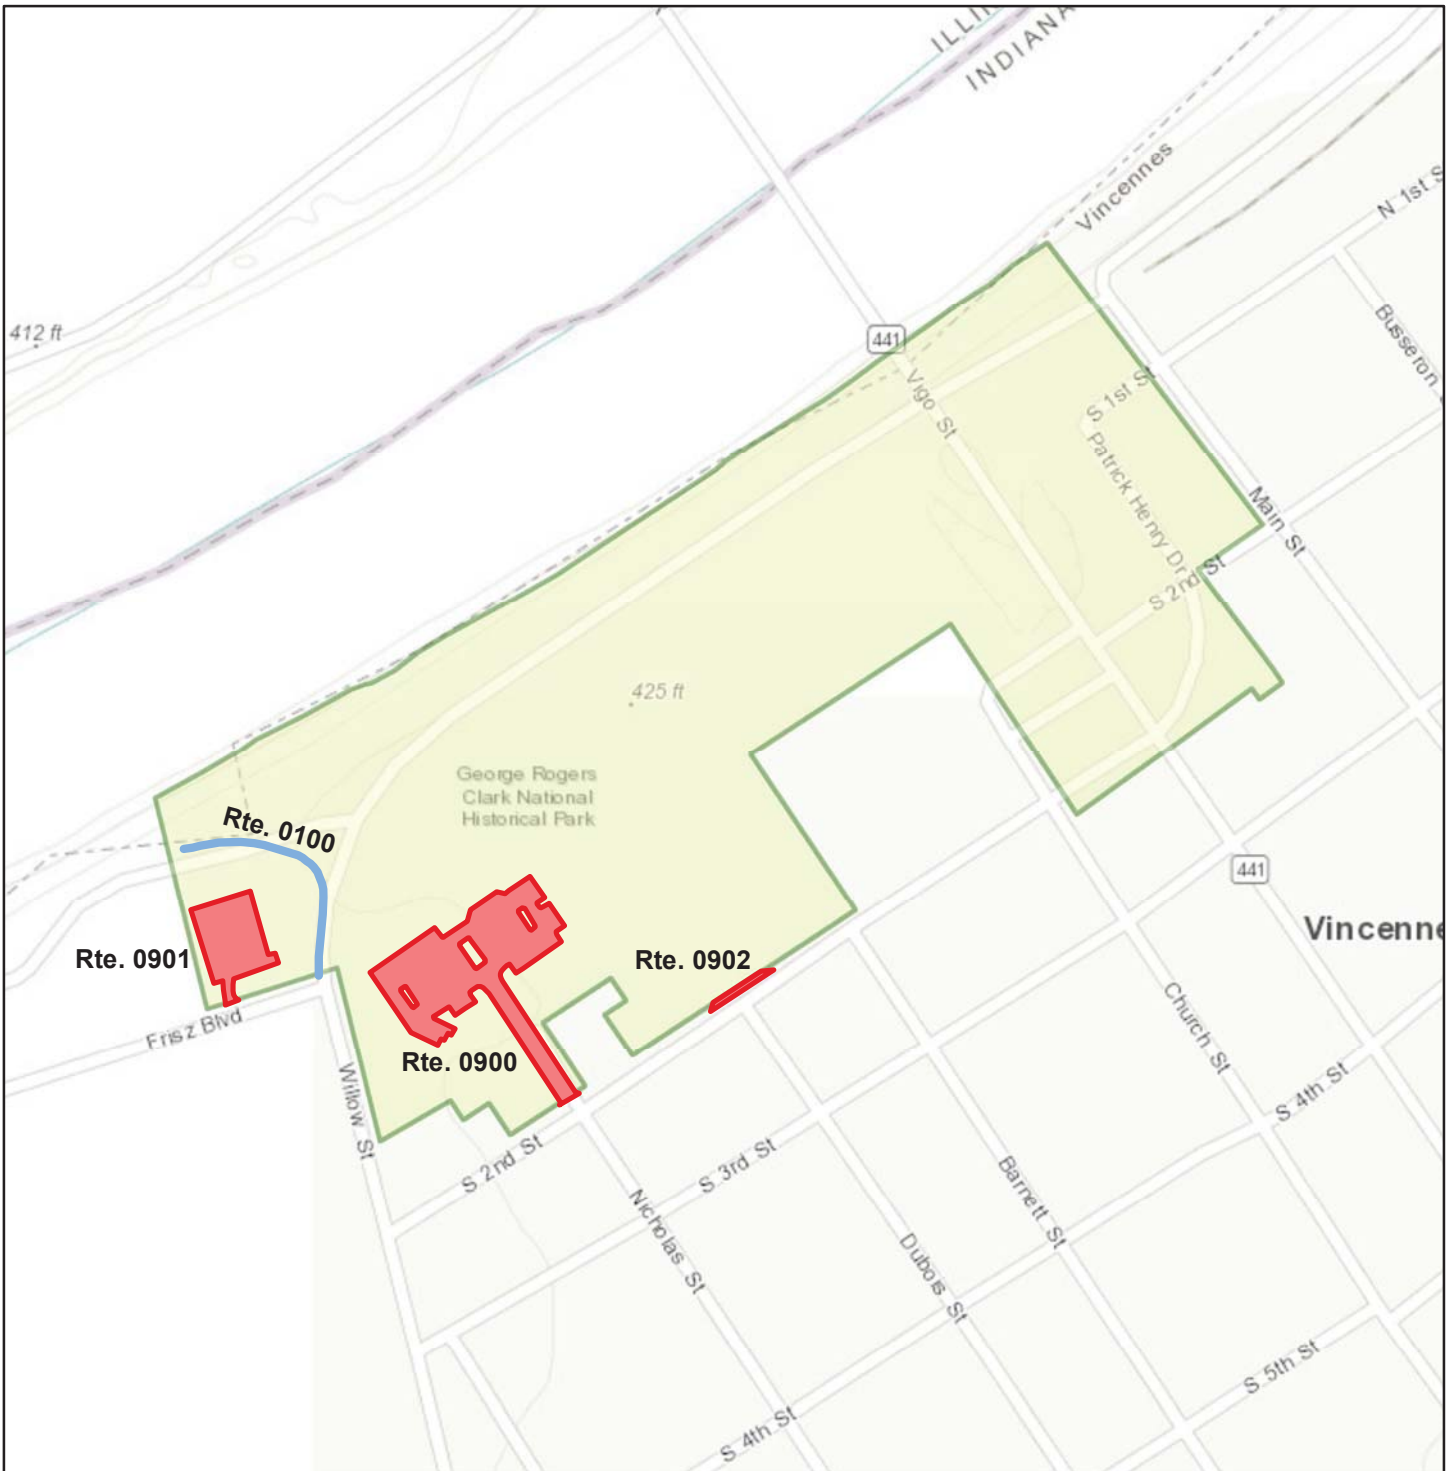 ILLI
INDIANA
Vincennes
N 1st S
412 ft
441
Busseron
Vigo St
S 1st St
Patrick Henry Dr
Main St
S 2nd St
425 ft
George Rogers
Clark National
Historical Park
Rte. 0100
441
Vincenne
Rte. 0901
Rte. 0902
Frisz Blvd
Rte. 0900
Church St
Willow St
S 4th St
S 2nd St
S 3rd St
Barnett St
Nicholas St
Dubois St
S 5th St
S 4th St